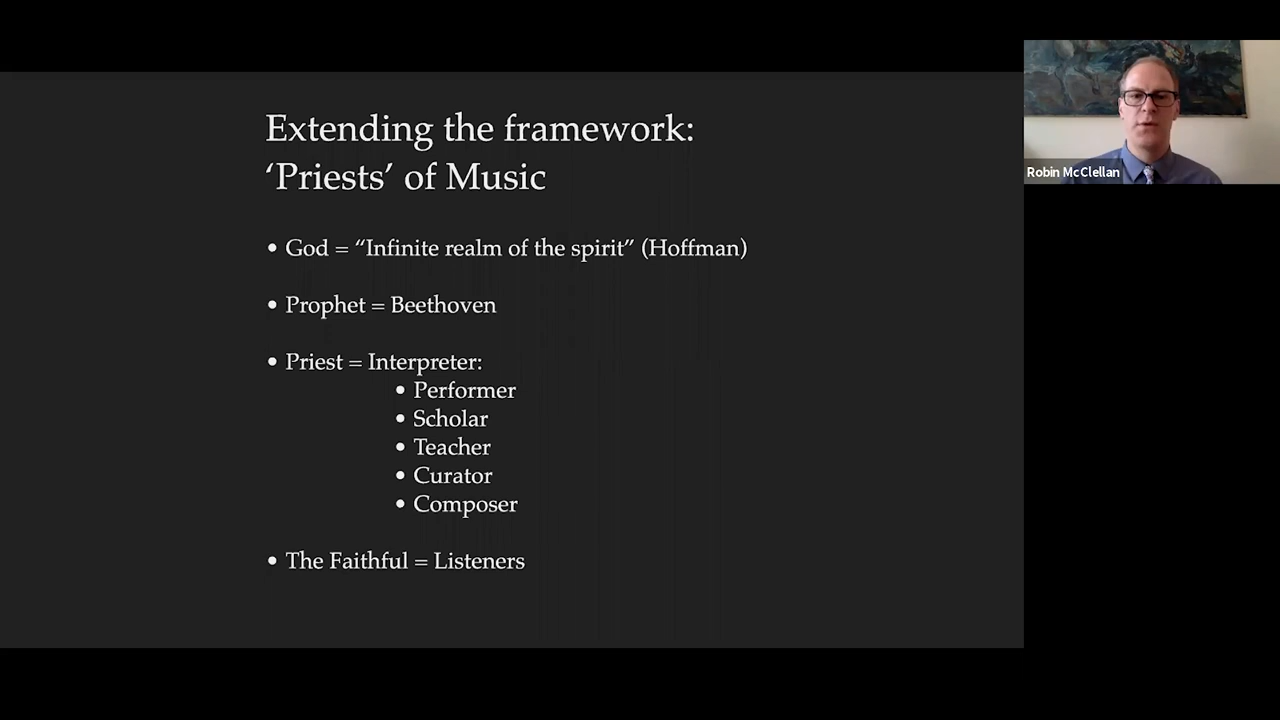 Extending the framework:
‘Priests’ of Music
• God = “Infinite realm of the spirit” (Hoffman)
• Prophet = Beethoven
• Priest = Interpreter:
• Performer
• Scholar
• Teacher
• Curator
• Composer
• The Faithful = Listeners
Robin McClellan